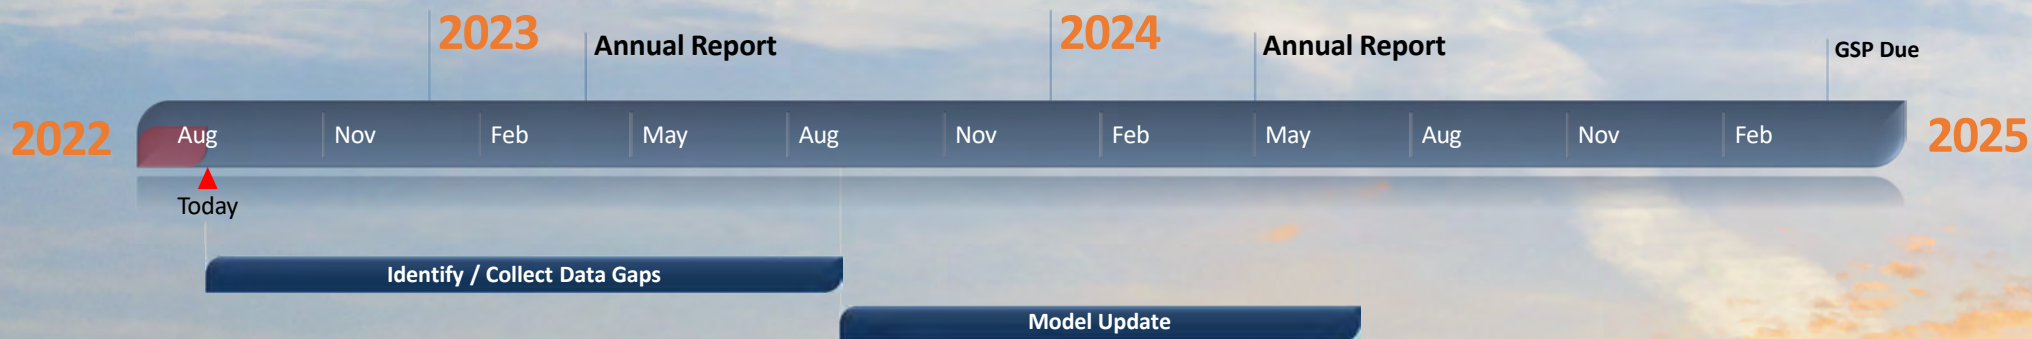 2023 Annual Report 2024 Annual Report GSP Due
2022 Aug Nov Feb May Aug Nov Feb May Aug Nov Feb 2025
Today
Identify / Collect Data Gaps
Model Update